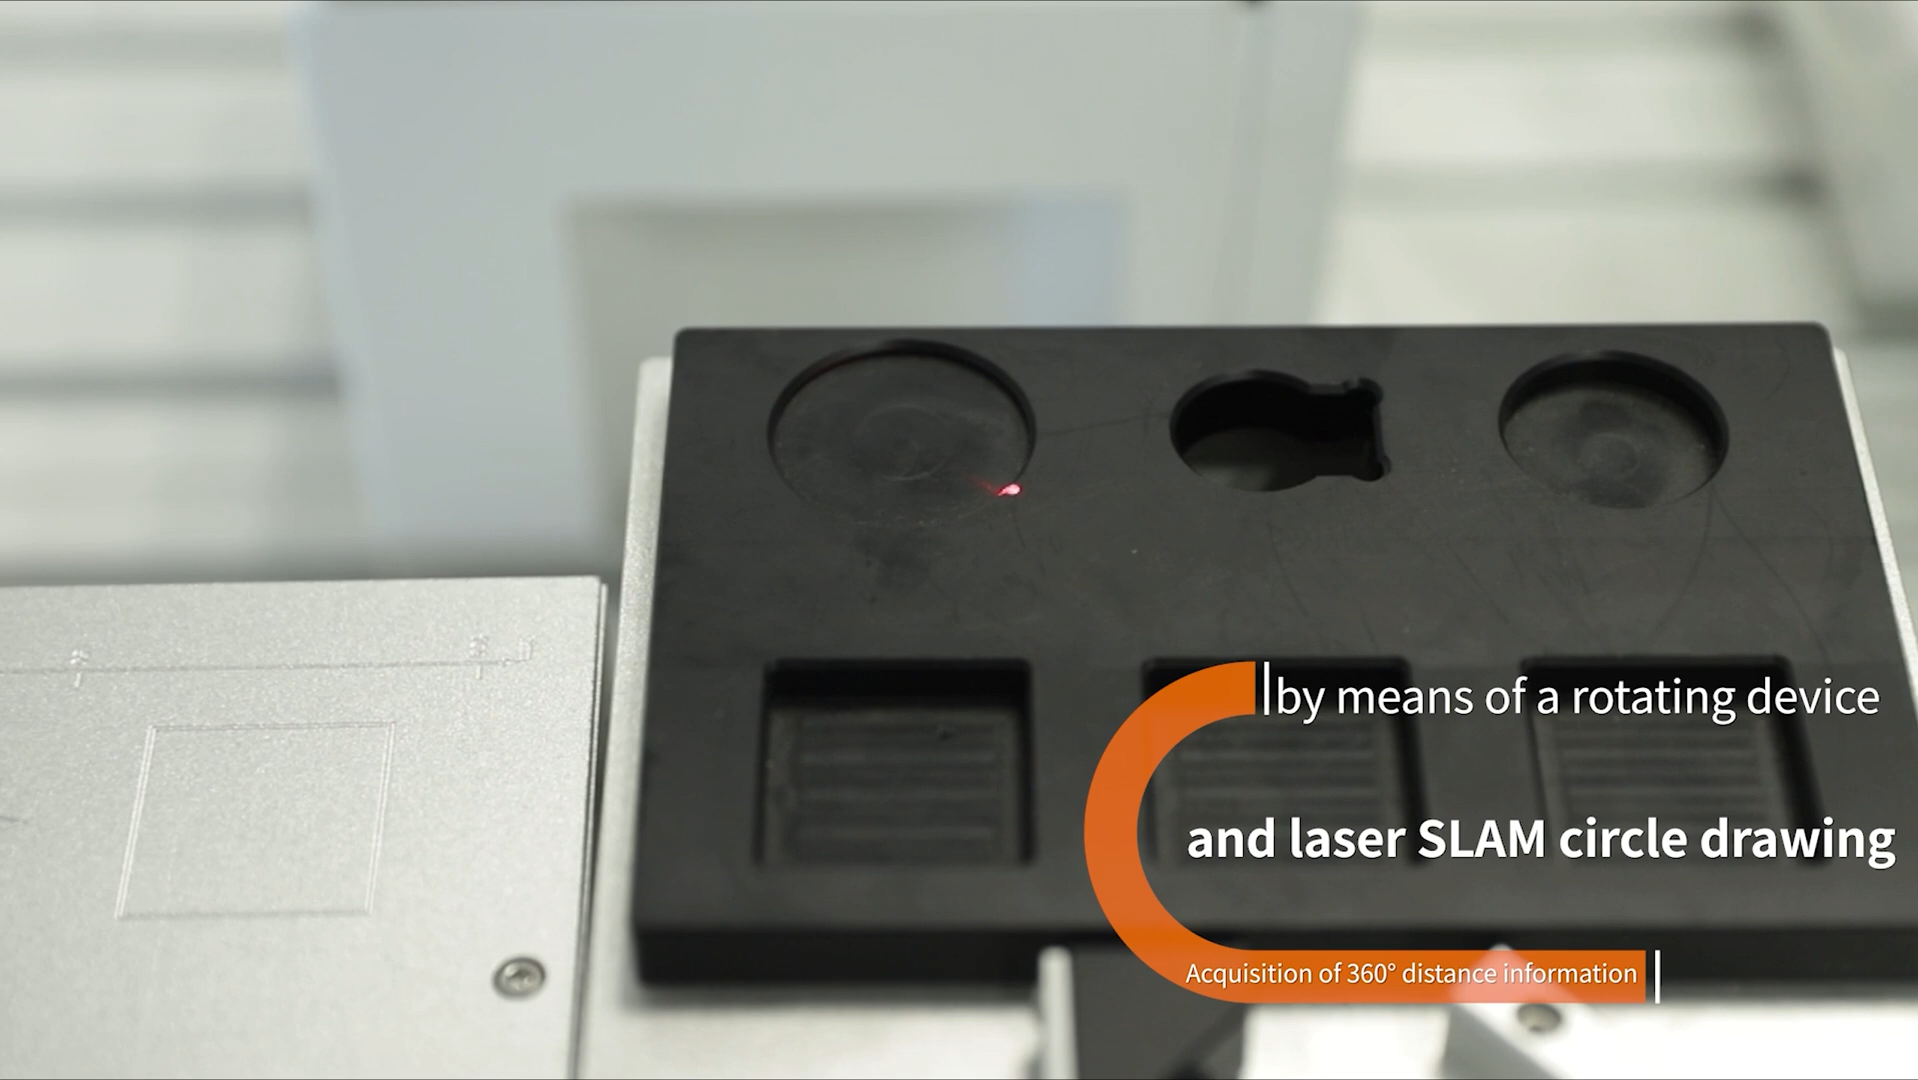 by means of a rotating device
and laser SLAM circle drawing
Acquisition of 360° distance information